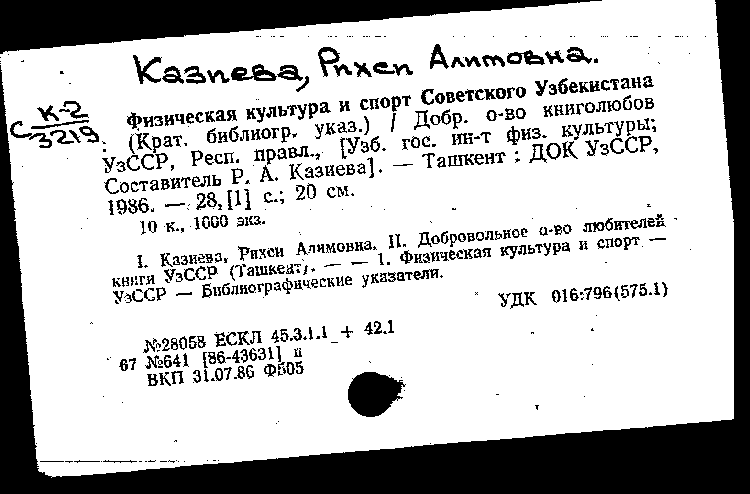 Казиева, Рихси Алимовна.
К-2
С 3219
Физическая культура и спорт Советского Узбекистана
: (Крат. библиогр. указ.) / Добр. о-во книголюбов
УзССР, Респ. правл., [Узб. гос. ин-т физ. культуры;
Составитель Р. А. Казиева]. — Ташкент : ДОК УзССР,
1986. — 28, [1] с.; 20 см.
10 к., 1000 экз.
I. Казиева, Рихси Алимовна. II. Добровольное о-во любителей
книги УзССР (Ташкент). — — 1. Физическая культура и спорт —
УзССР — Библиографические указатели.
УДК 016:796(575.1)
№28058 ЕСКЛ 45.3.1.1 + 42.1
67 №641 [86-43631] п
ВКП 31.07.86 Ф505